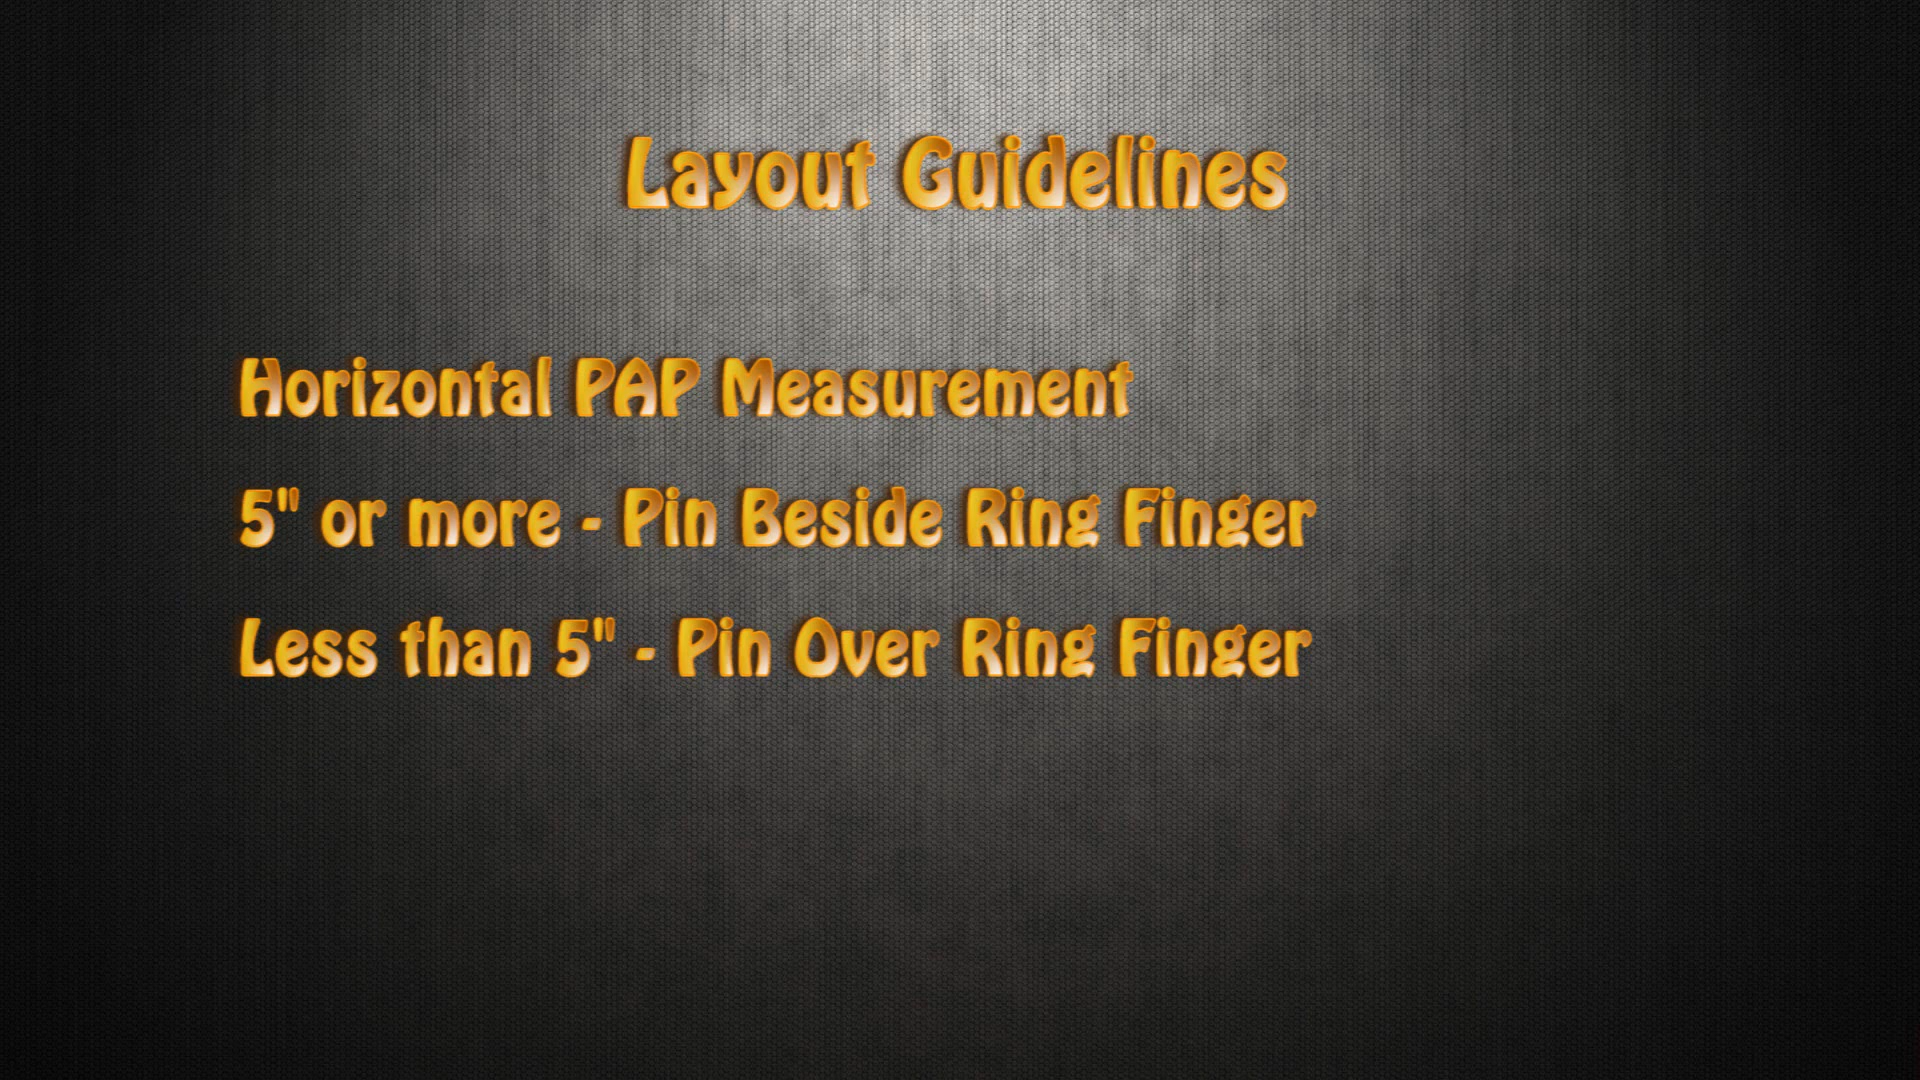 Layout Guidelines
Horizontal PAP Measurement
5" or more - Pin Beside Ring Finger
Less than 5" - Pin Over Ring Finger